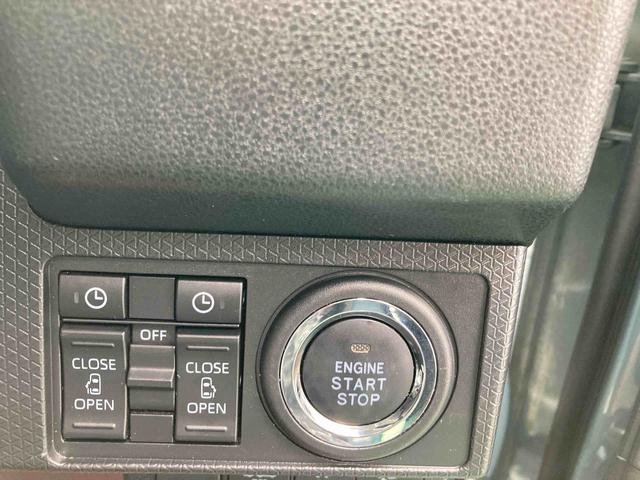 OFF
CLOSE
OPEN
CLOSE
OPEN
ENGINE
START
STOP